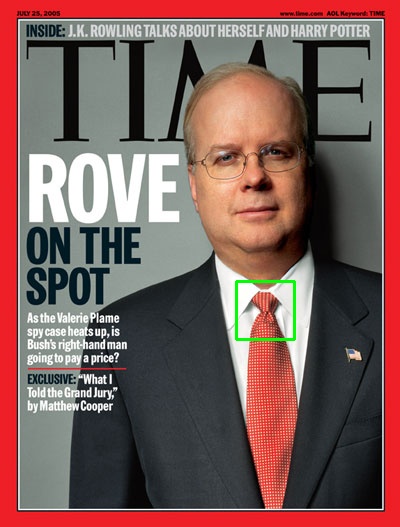 JULY 25, 2005
www.time.com AOL Keyword: TIME
INSIDE: J.K. ROWLING TALKS ABOUT HERSELF AND HARRY POTTER
TIME
ROVE
ON THE
SPOT
As the Valerie Plame
spy case heats up, is
Bush's right-hand man
going to pay a price?
EXCLUSIVE: "What I
Told the Grand Jury,"
by Matthew Cooper